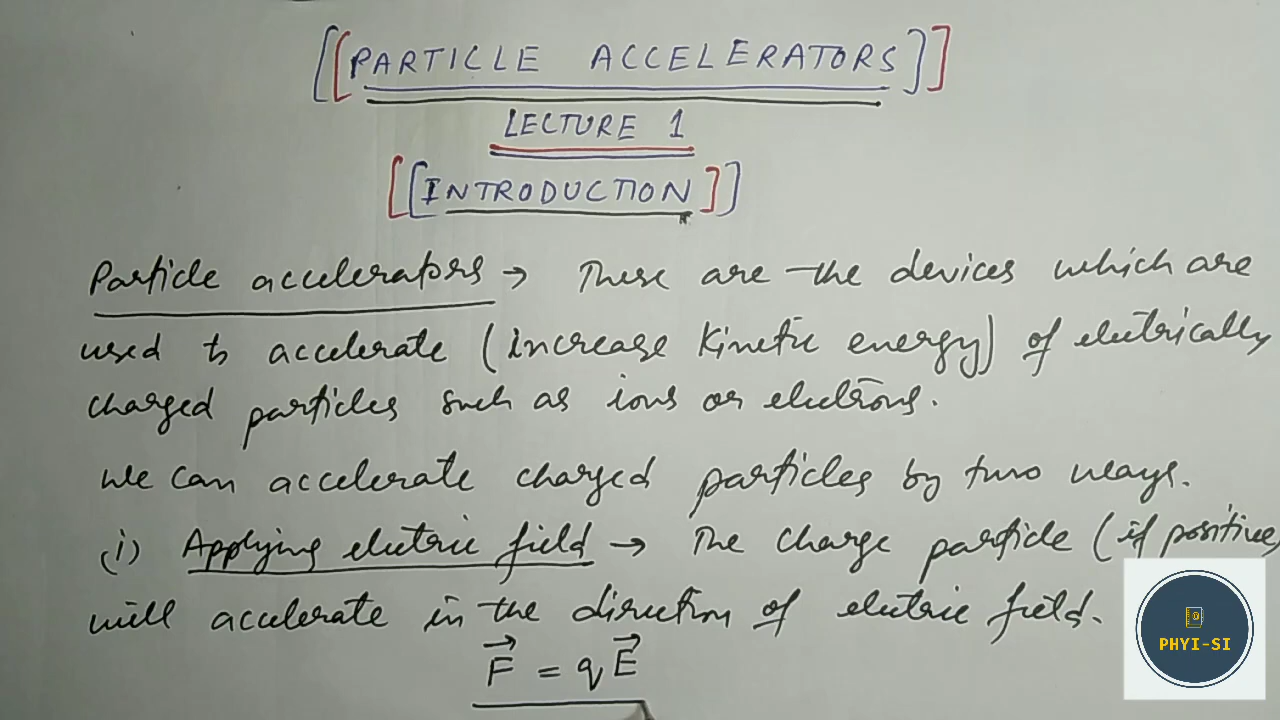 [[PARTICLE ACCELERATORS]]
LECTURE 1
[[INTRODUCTION]]
Particle accelerators → These are the devices which are
used to accelerate (increase Kinetic energy) of electrically
charged particles such as ions or electrons.
We can accelerate charged particles by two ways.
(i) Applying electric field → The charge particle (if positive)
will accelerate in the direction of electric field.
F⃗ = qE⃗
PHYI-SI